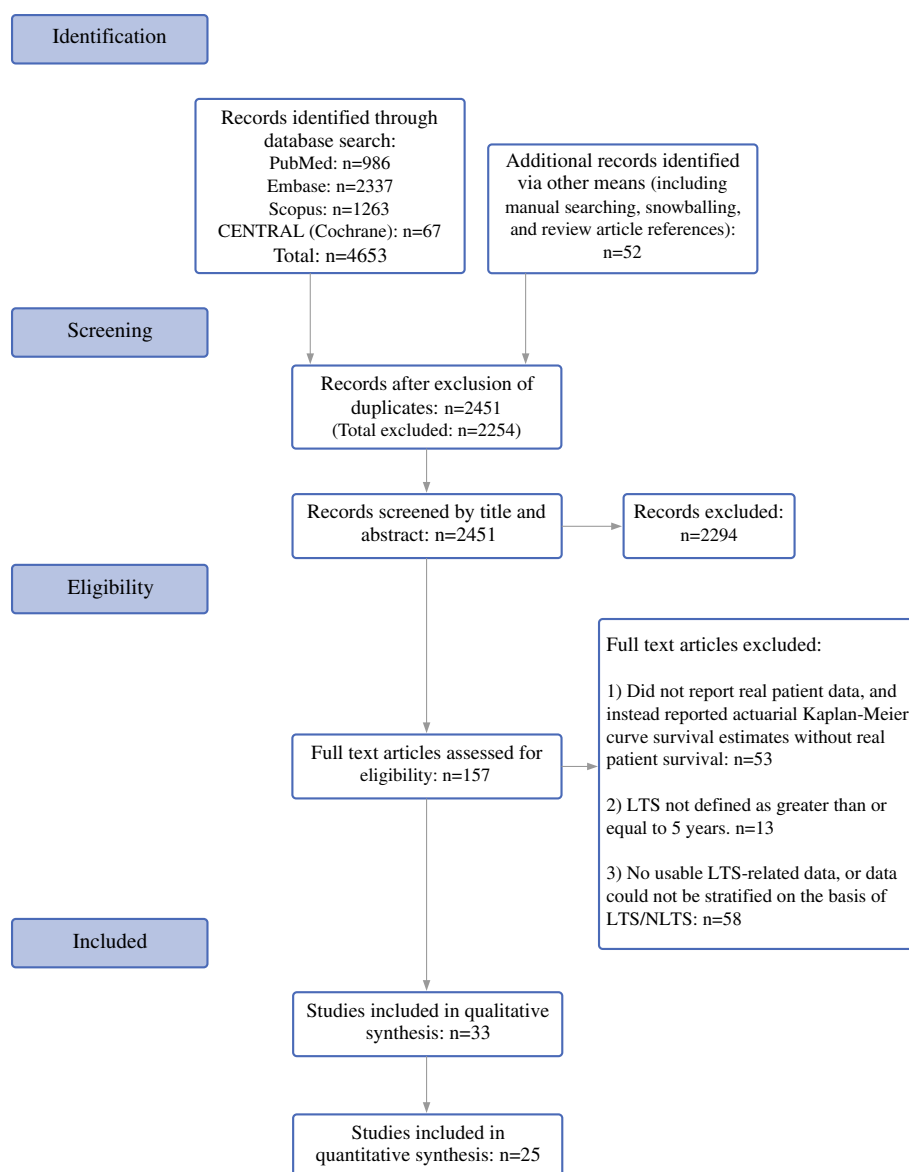 Identification
Records identified through
database search:
PubMed: n=986
Embase: n=2337
Scopus: n=1263
CENTRAL (Cochrane): n=67
Total: n=4653
Additional records identified
via other means (including
manual searching, snowballing,
and review article references):
n=52
Screening
Records after exclusion of
duplicates: n=2451
(Total excluded: n=2254)
Records screened by title and
abstract: n=2451
Records excluded:
n=2294
Eligibility
Full text articles assessed for
eligibility: n=157
Full text articles excluded:
1) Did not report real patient data, and
instead reported actuarial Kaplan-Meier
curve survival estimates without real
patient survival: n=53
2) LTS not defined as greater than or
equal to 5 years. n=13
3) No usable LTS-related data, or data
could not be stratified on the basis of
LTS/NLTS: n=58
Included
Studies included in qualitative
synthesis: n=33
Studies included in
quantitative synthesis: n=25